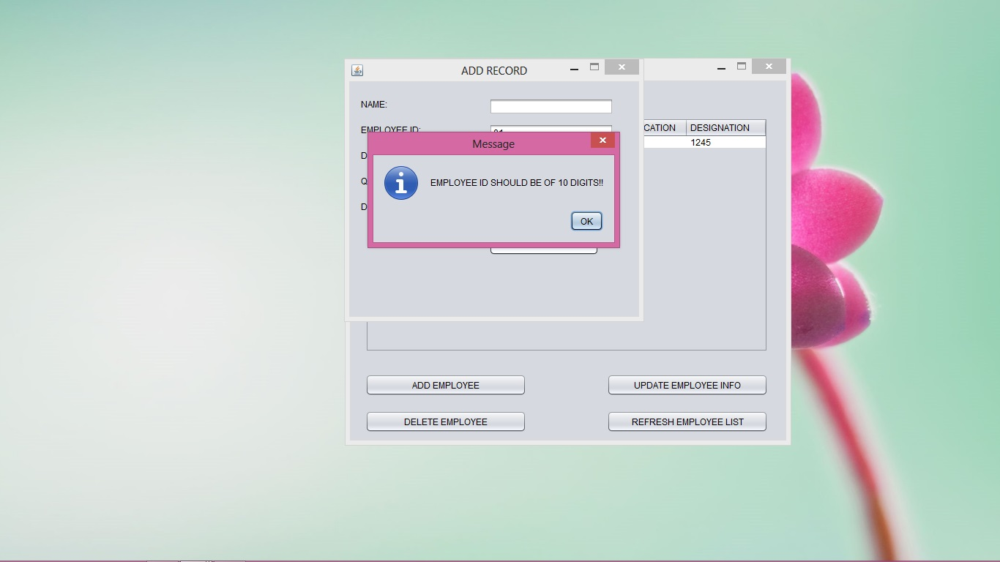 ADD RECORD
NAME:
EMPLOYEE ID:
Message
EMPLOYEE ID SHOULD BE OF 10 DIGITS!!
OK
DESIGNATION
1245
ADD EMPLOYEE
UPDATE EMPLOYEE INFO
DELETE EMPLOYEE
REFRESH EMPLOYEE LIST